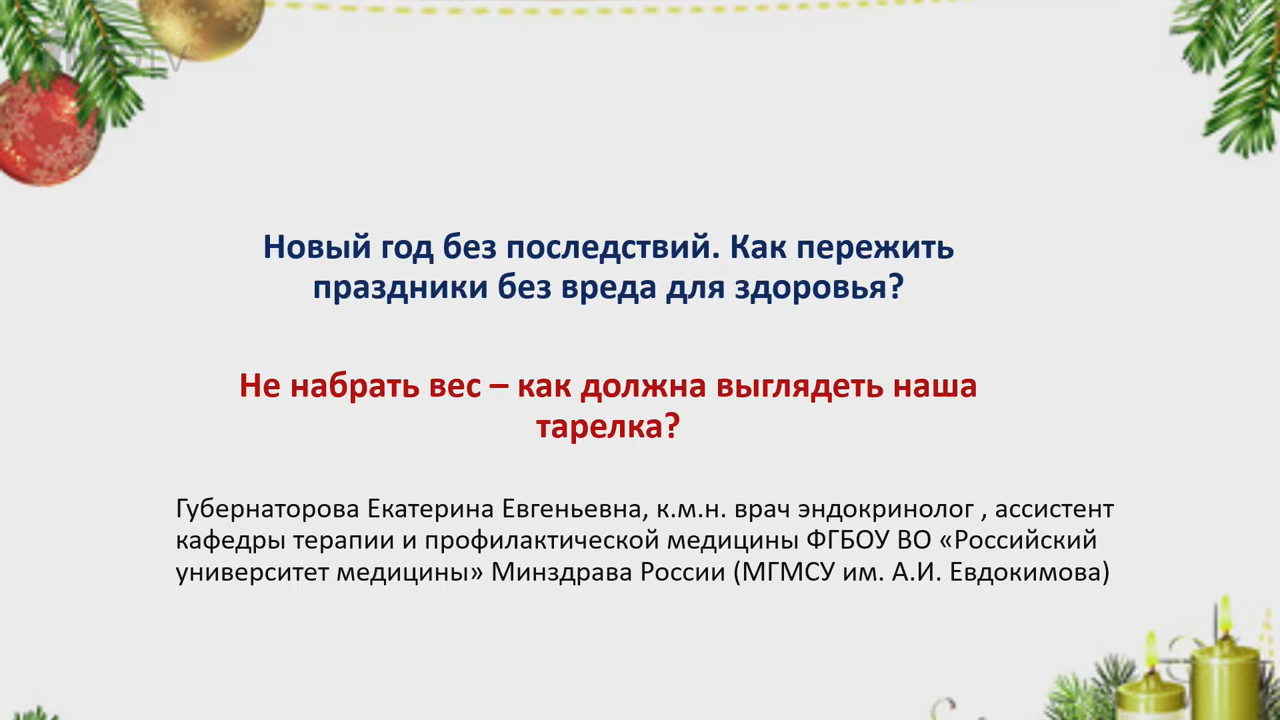 Новый год без последствий. Как пережить
праздники без вреда для здоровья?
Не набрать вес – как должна выглядеть наша
тарелка?
Губернаторова Екатерина Евгеньевна, к.м.н. врач эндокринолог , ассистент
кафедры терапии и профилактической медицины ФГБОУ ВО «Российский
университет медицины» Минздрава России (МГМСУ им. А.И. Евдокимова)